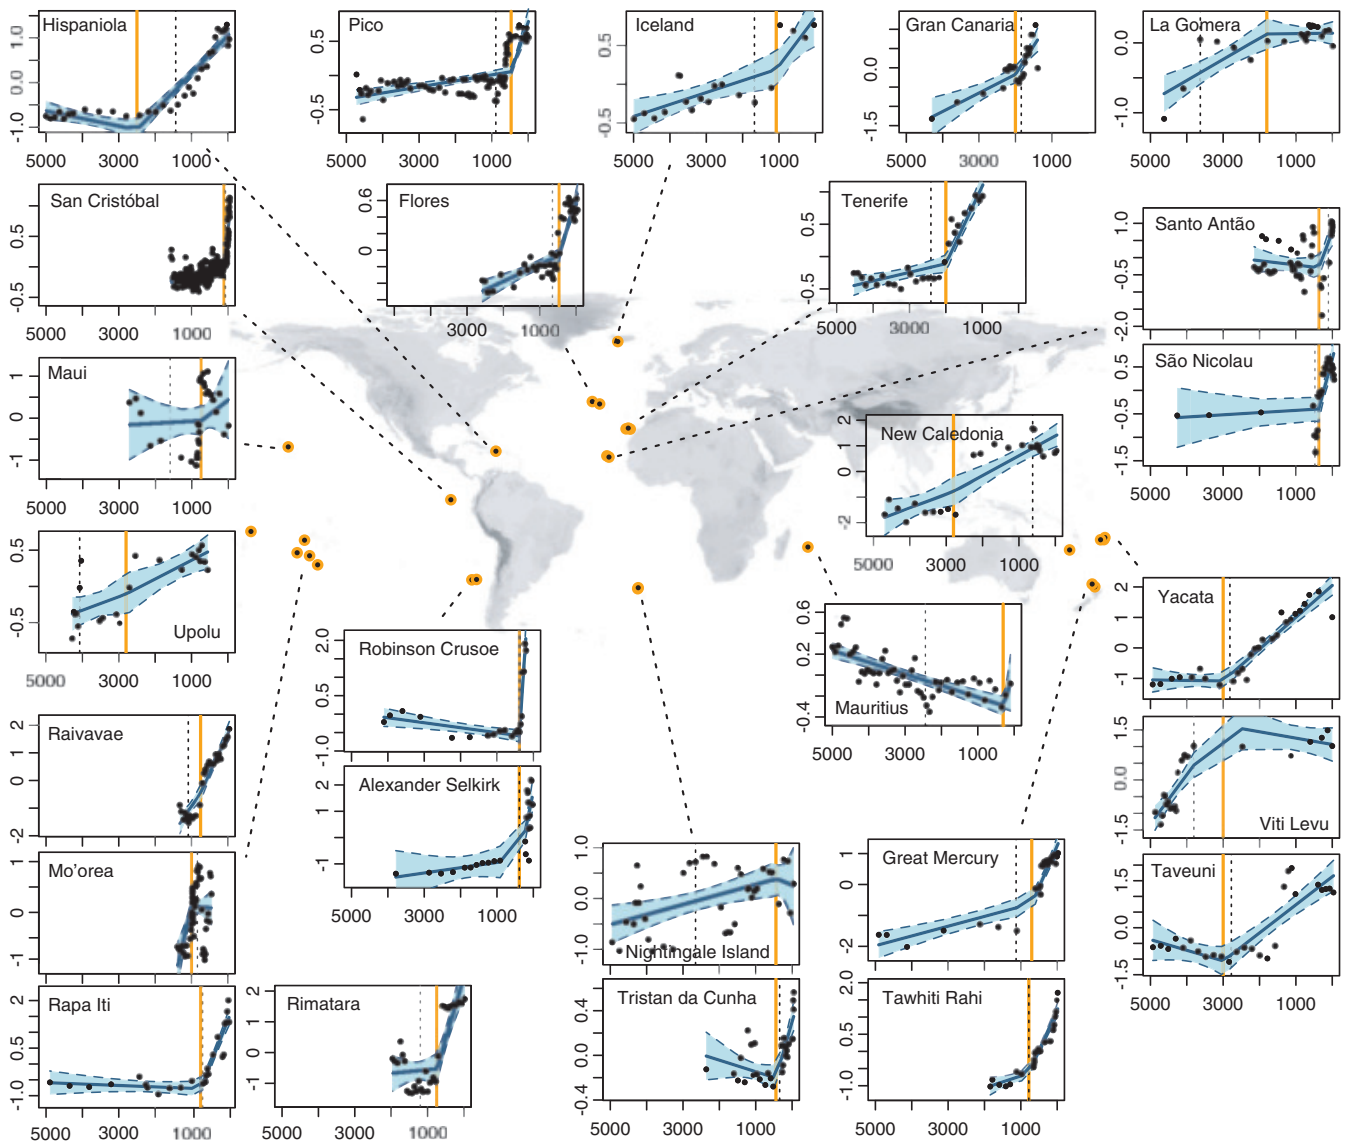 Hispaniola
1.0
0.0
-1.0
5000 3000 1000
Pico
0.5
-0.5
5000 3000 1000
Iceland
0.5
-0.5
5000 3000 1000
Gran Canaria
0.0
-1.5
5000 3000 1000
La Gomera
0.0
-1.0
5000 3000 1000
San Cristóbal
0.5
-0.5
5000 3000 1000
Flores
0.6
0
3000 1000
Tenerife
0.5
-0.5
5000 3000 1000
Santo Antão
1.0
-0.5
-2.0
Maui
1
0
-1
5000 3000 1000
São Nicolau
0.5
-0.5
-1.5
5000 3000 1000
New Caledonia
2
0
-2
5000 3000 1000
Upolu
0.5
-0.5
5000 3000 1000
Robinson Crusoe
2.0
0.5
-1.0
Mauritius
0.6
0.2
-0.4
5000 3000 1000
Yacata
2
0
-1
Raivavae
2
1
0
2
Alexander Selkirk
2
1
-1
5000 3000 1000
Viti Levu
1.5
0.0
-1.5
Mo'orea
1
0
-1
Nightingale Island
1.0
0.0
-1.0
Great Mercury
1
0
-2
Taveuni
1.5
0.0
-1.5
5000 3000 1000
Rapa Iti
2.0
0.5
-1.0
5000 3000 1000
Rimatara
2
1
0
-1
5000 3000 1000
Tristan da Cunha
0.6
0.0
-0.4
5000 3000 1000
Tawhiti Rahi
2.0
0.5
-1.0
5000 3000 1000